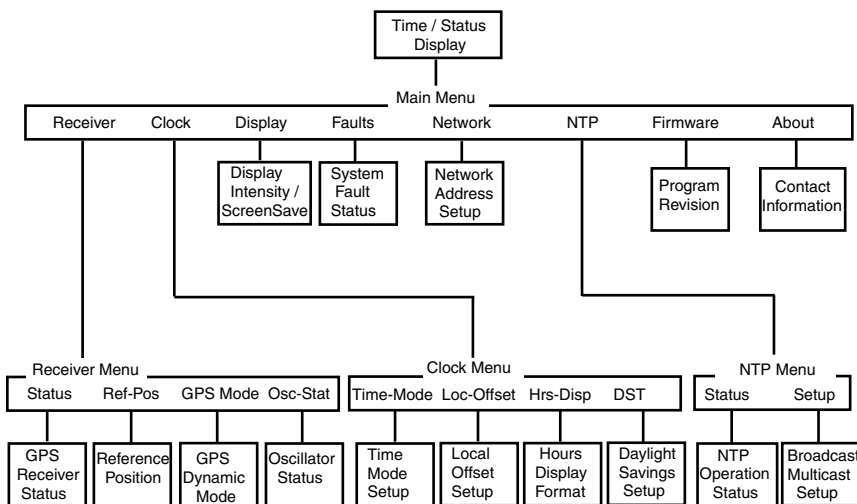 Time / Status
Display
Main Menu
Receiver Clock Display Faults Network NTP Firmware About
Display
Intensity /
ScreenSave
System
Fault
Status
Network
Address
Setup
Program
Revision
Contact
Information
Receiver Menu
Status Ref-Pos GPS Mode Osc-Stat
GPS
Receiver
Status
Reference
Position
GPS
Dynamic
Mode
Oscillator
Status
Clock Menu
Time-Mode Loc-Offset Hrs-Disp DST
Time
Mode
Setup
Local
Offset
Setup
Hours
Display
Format
Daylight
Savings
Setup
NTP Menu
Status Setup
NTP
Operation
Status
Broadcast
Multicast
Setup